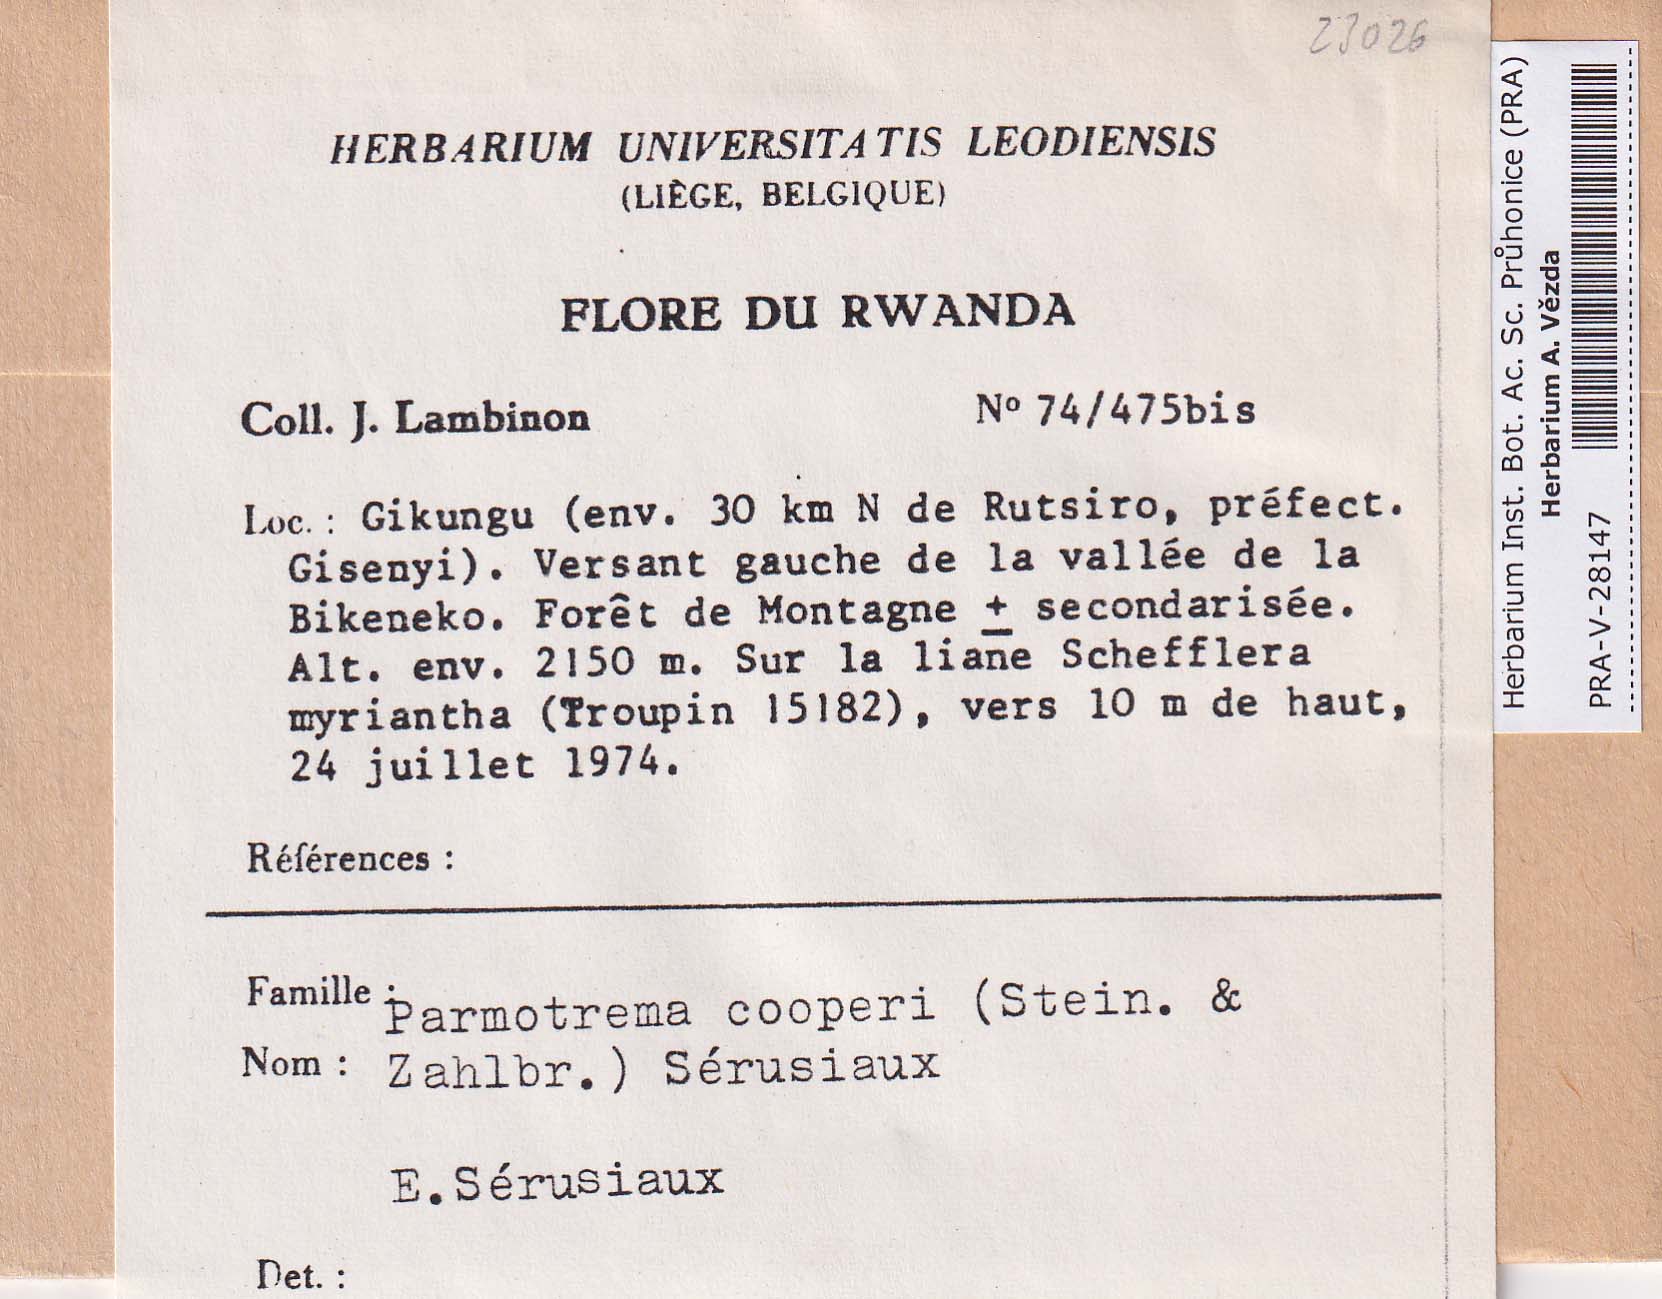 23026
HERBARIUM UNIVERSITATIS LEODIENSIS
(LIÈGE, BELGIQUE)
FLORE DU RWANDA
Coll. J. Lambinon Nº 74/475bis
Loc. : Gikungu (env. 30 km N de Rutsiro, préfect.
Gisenyi). Versant gauche de la vallée de la
Bikeneko. Forêt de Montagne ± secondarisée.
Alt. env. 2150 m. Sur la liane Schefflera
myriantha (Troupin 15182), vers 10 m de haut,
24 juillet 1974.
Références :
Famille :
Parmotrema cooperi (Stein. &
Nom : Zahlbr.) Sérusiaux
E.Sérusiaux
Det. :
Herbarium Inst. Bot. Ac. Sc. Průhonice (PRA)
Herbarium A. Vězda
PRA-V-28147